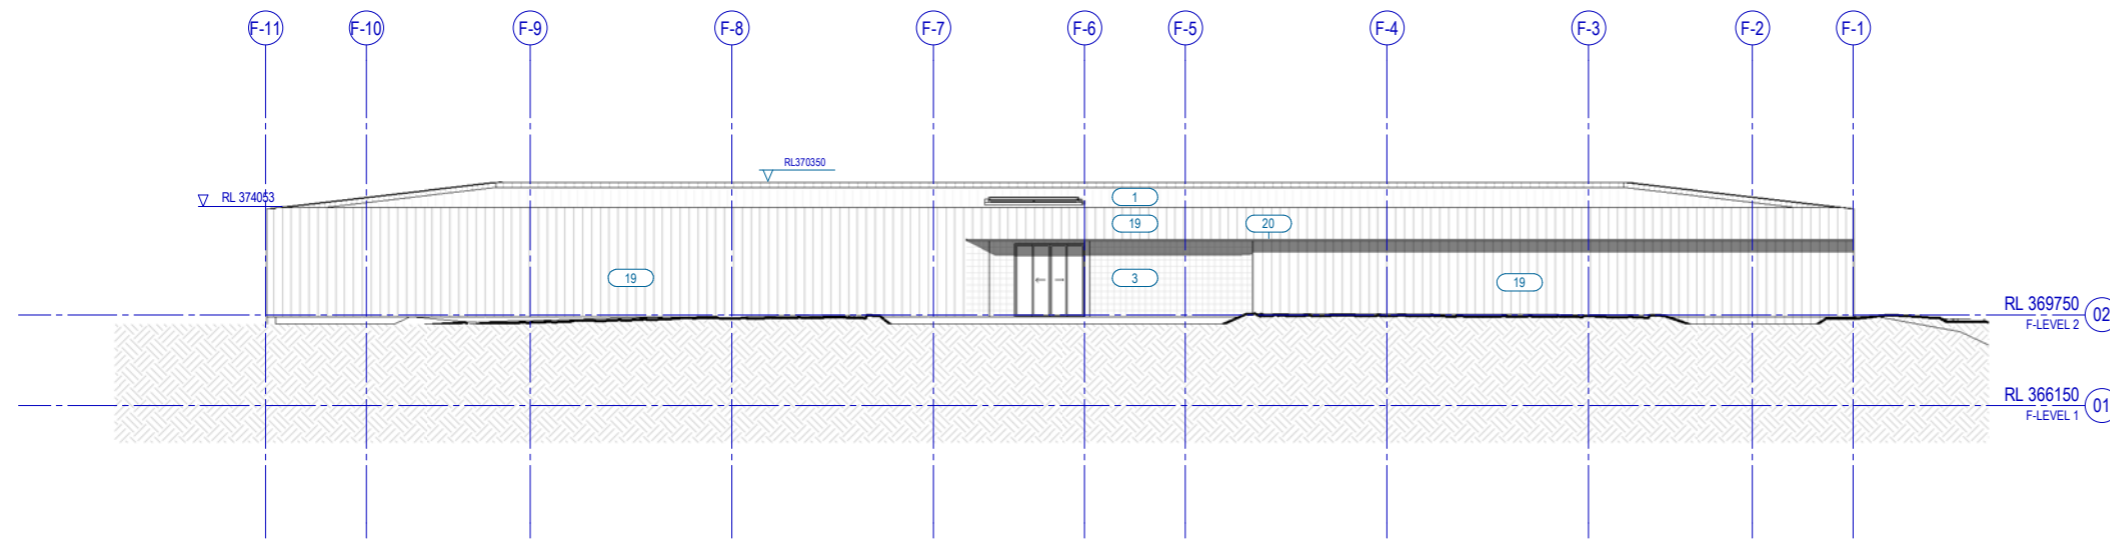 F-11 F-10 F-9 F-8 F-7 F-6 F-5 F-4 F-3 F-2 F-1
RL370350
RL 374053
1
19 20
19 3 19
RL 369750
F-LEVEL 2 02
RL 366150
F-LEVEL 1 01